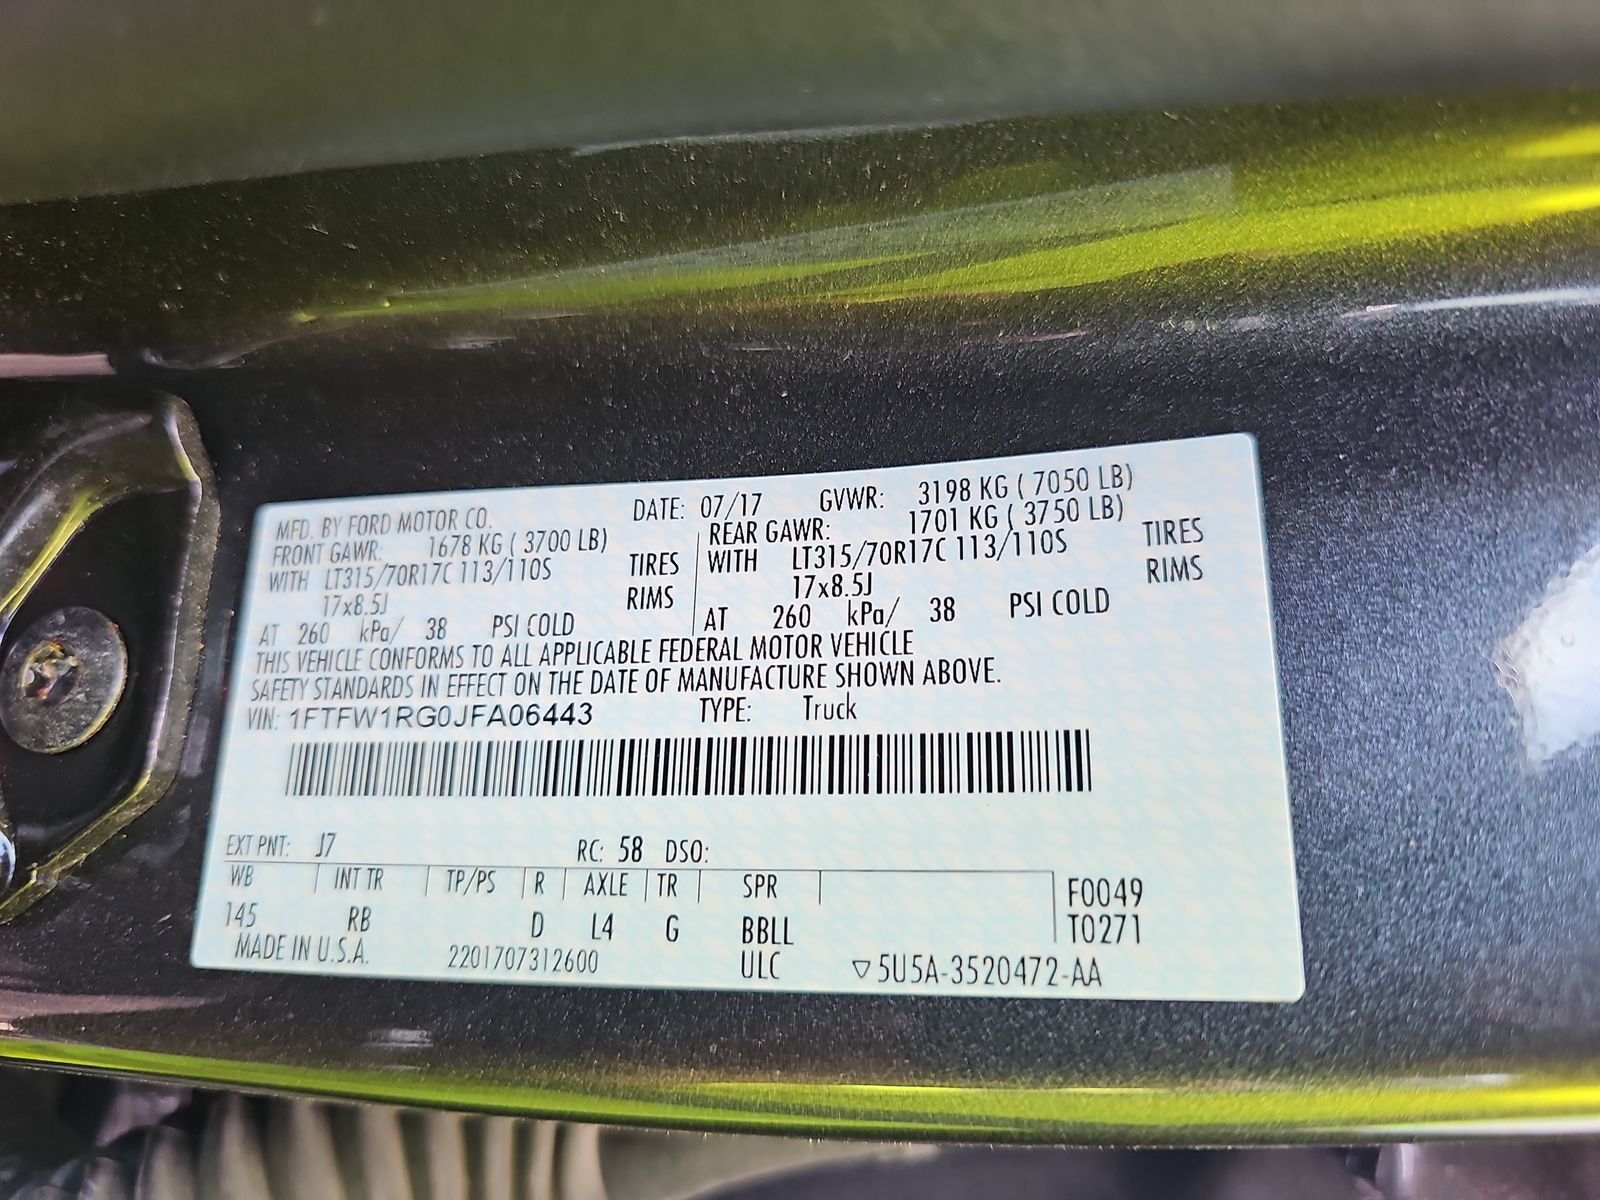 MFD. BY FORD MOTOR CO. DATE: 07/17 GVWR: 3198 KG ( 7050 LB)
FRONT GAWR: 1678 KG ( 3700 LB) REAR GAWR: 1701 KG ( 3750 LB)
WITH LT315/70R17C 113/110S TIRES WITH LT315/70R17C 113/110S TIRES
17x8.5J RIMS 17x8.5J RIMS
AT 260 kPa/ 38 PSI COLD AT 260 kPa/ 38 PSI COLD
THIS VEHICLE CONFORMS TO ALL APPLICABLE FEDERAL MOTOR VEHICLE
SAFETY STANDARDS IN EFFECT ON THE DATE OF MANUFACTURE SHOWN ABOVE.
VIN: 1FTFW1RG0JFA06443 TYPE: Truck
EXT PNT: J7 RC: 58 DSO:
WB INT TR TP/PS R AXLE TR SPR F0049
145 RB D L4 G BBLL T0271
MADE IN U.S.A. 2201707312600 ULC ▽5U5A-3520472-AA